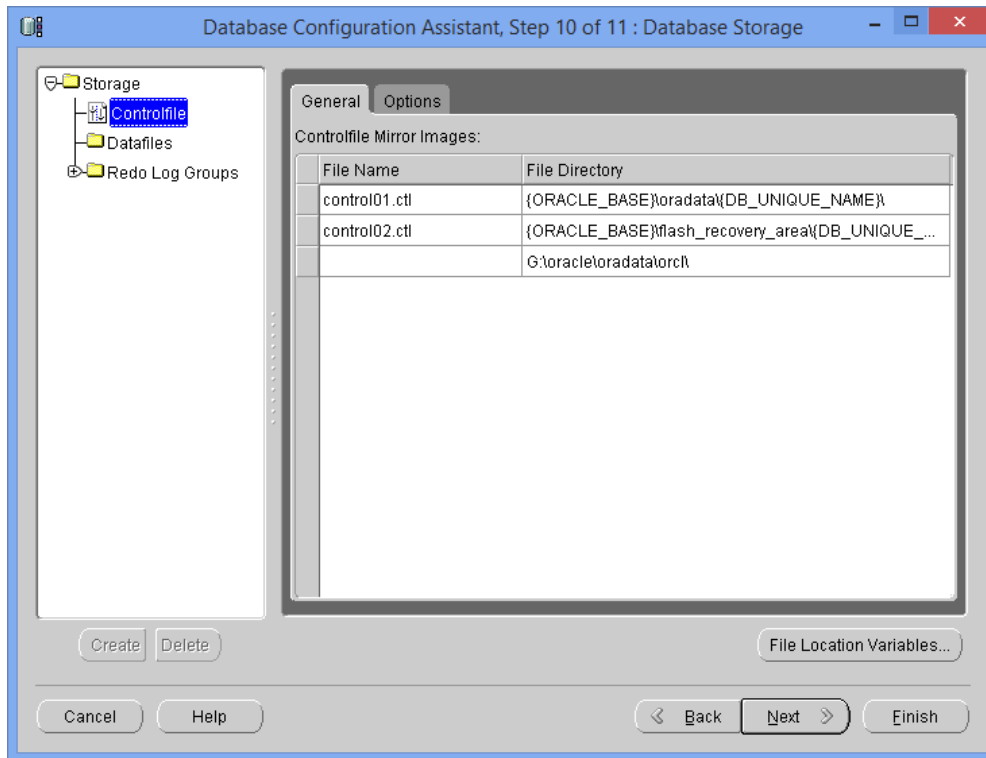 Database Configuration Assistant, Step 10 of 11 : Database Storage
Storage
Controlfile
Datafiles
Redo Log Groups
General Options
Controlfile Mirror Images:
File Name File Directory
control01.ctl {ORACLE_BASE}\oradata\{DB_UNIQUE_NAME}\
control02.ctl {ORACLE_BASE}\flash_recovery_area\{DB_UNIQUE_...
G:\oracle\oradata\orcl\
Create Delete File Location Variables...
Cancel Help Back Next Finish